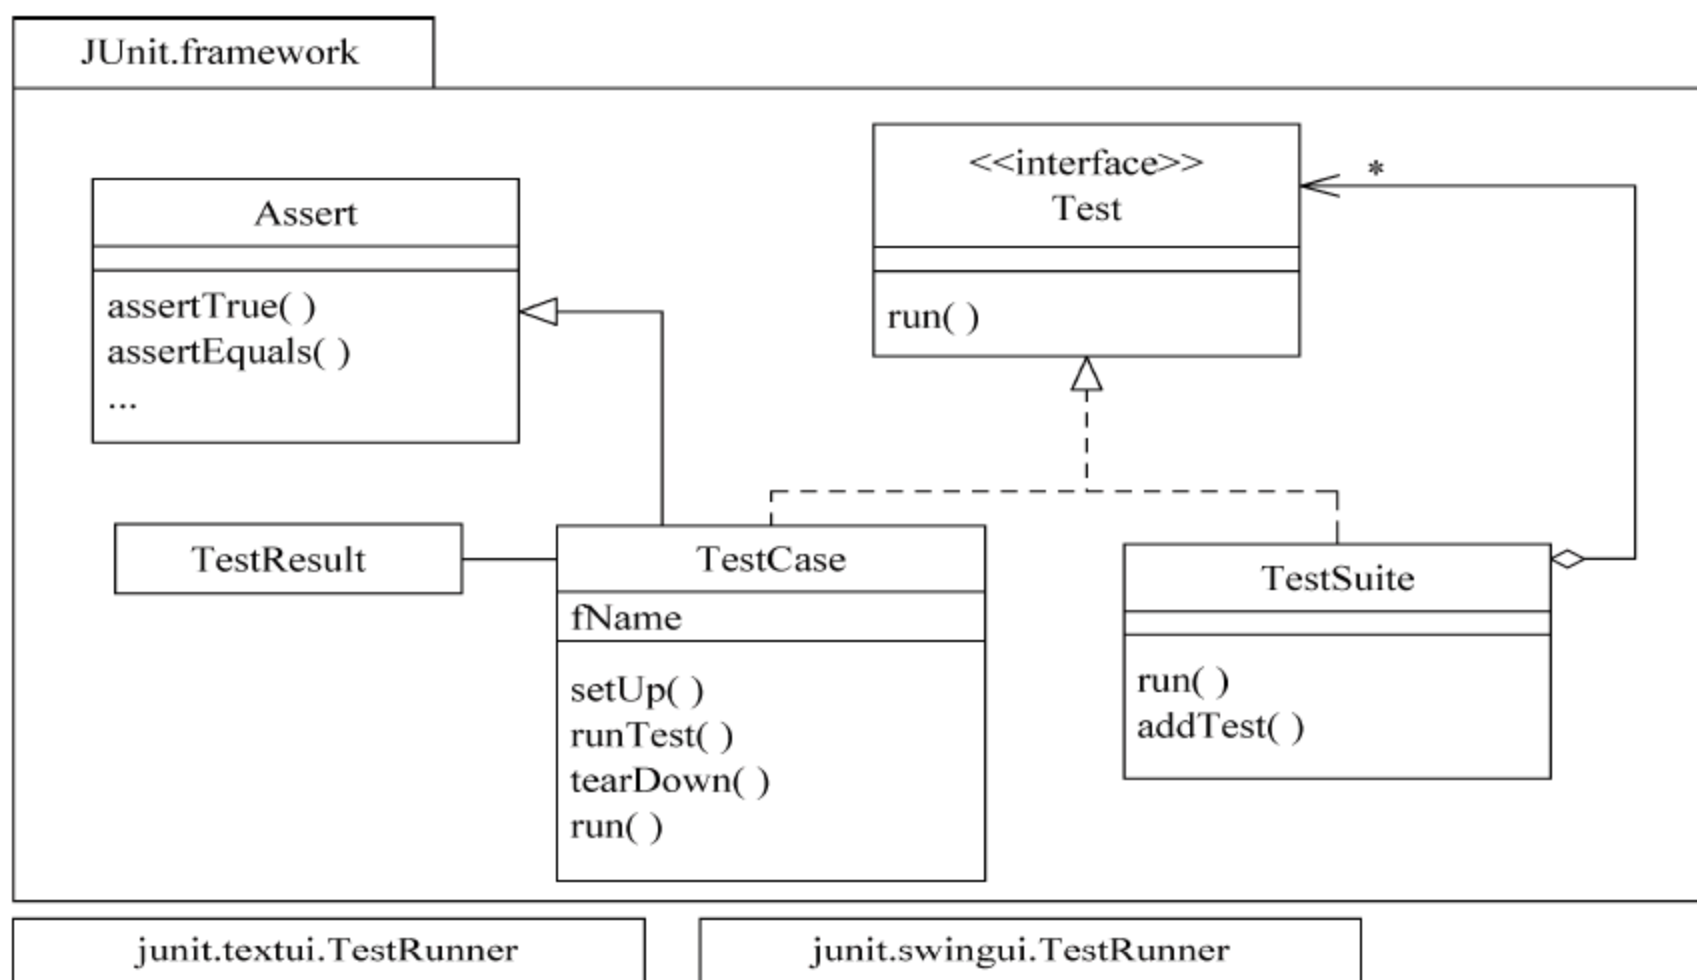 JUnit.framework
Assert
assertTrue( )
assertEquals( )
...
<<interface>>
Test
run( )
*
TestResult
TestCase
fName
setUp( )
runTest( )
tearDown( )
run( )
TestSuite
run( )
addTest( )
junit.textui.TestRunner
junit.swingui.TestRunner